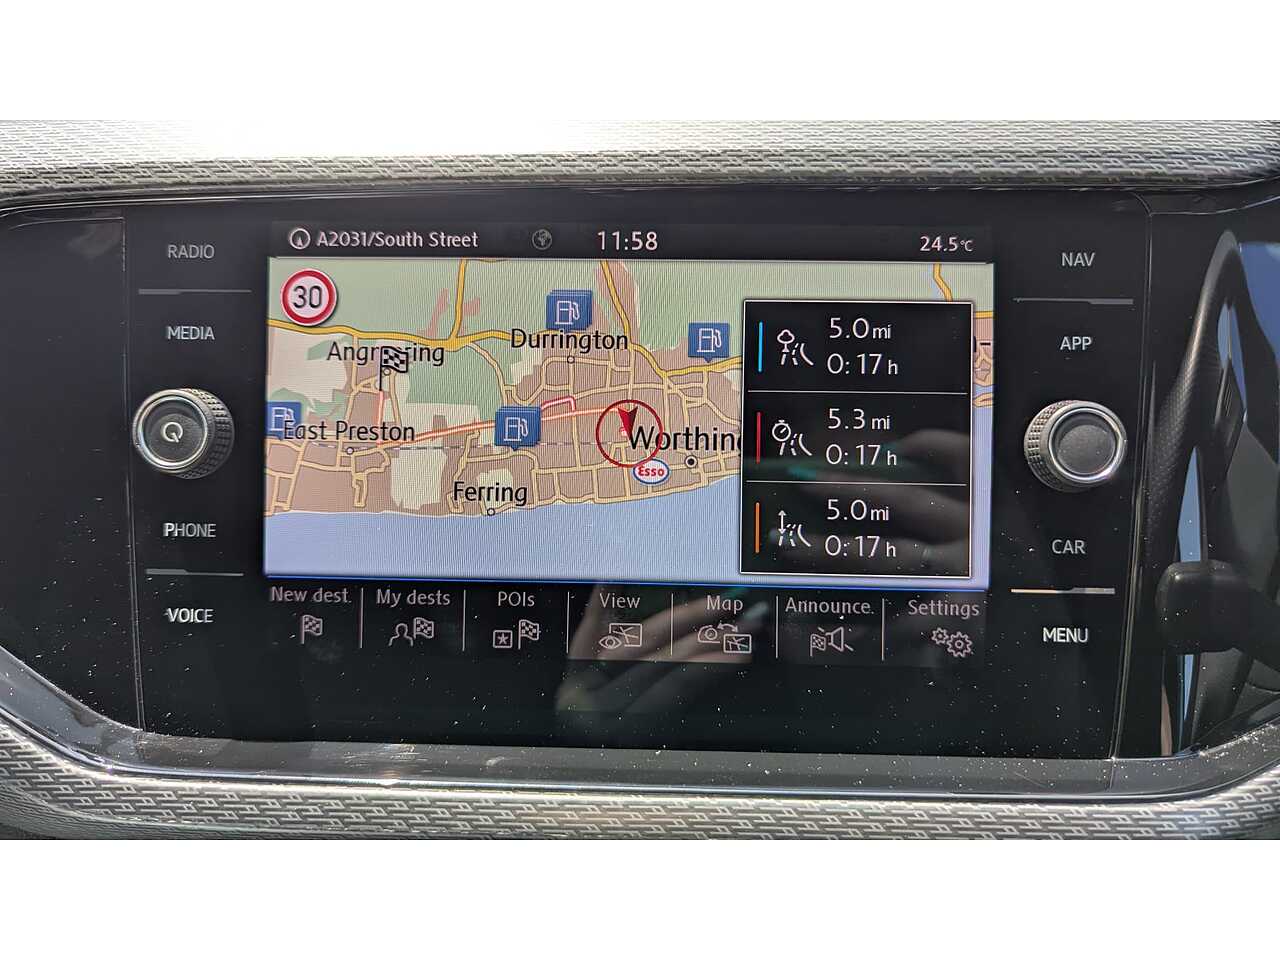 RADIO
MEDIA
PHONE
VOICE
A2031/South Street
11:58
24.5°C
30
Durrington
East Preston
Ferring
Esso
5.0 mi
0:17 h
5.3 mi
0:17 h
5.0 mi
0:17 h
New dest.
My dests
POIs
View
Map
Announce.
Settings
NAV
APP
CAR
MENU